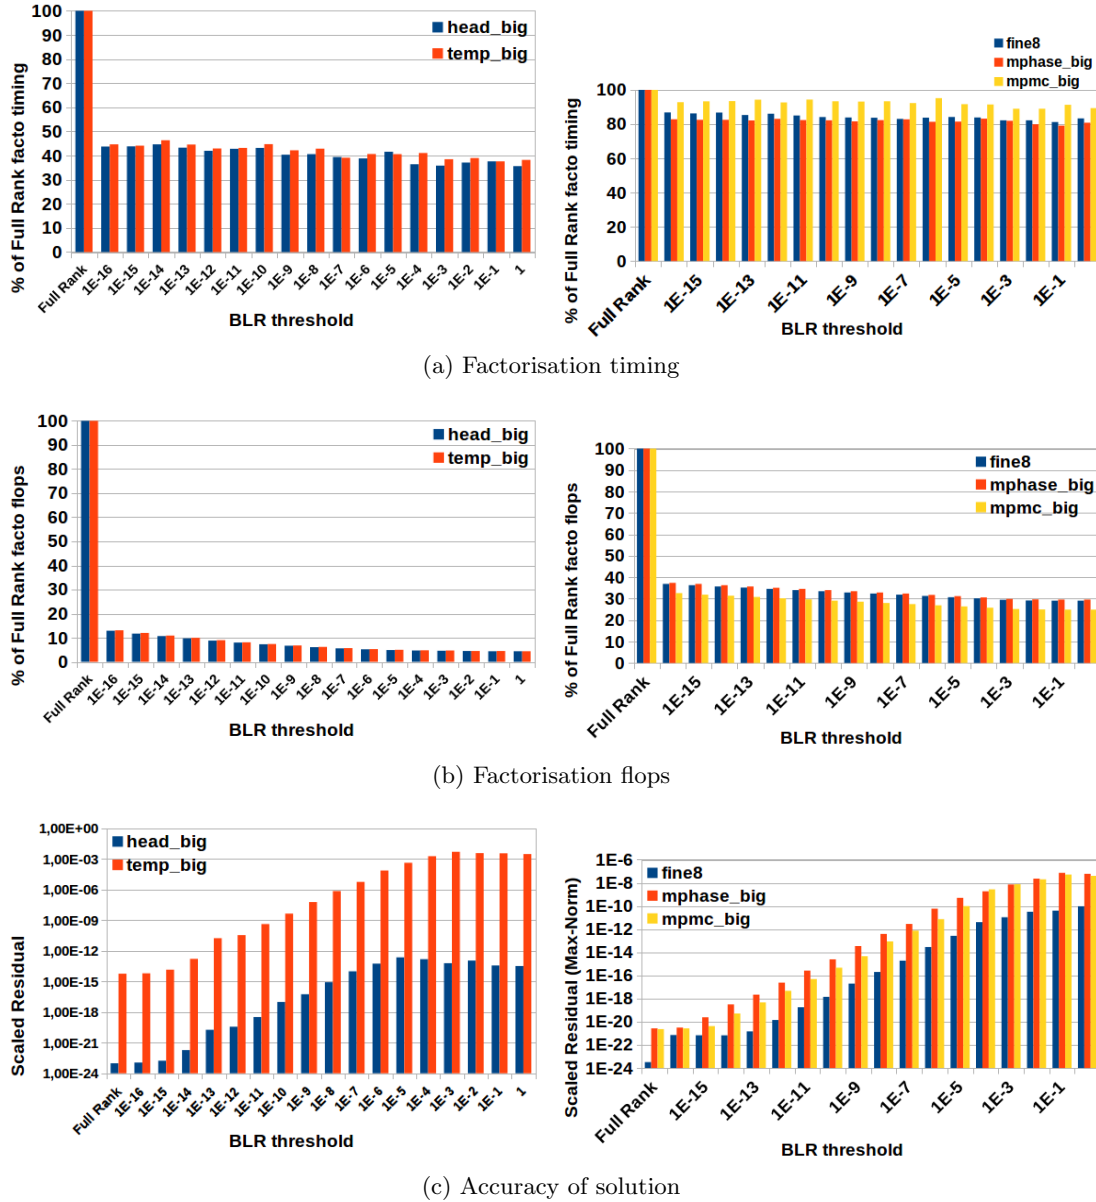 % of Full Rank facto timing
100
90
80
70
60
50
40
30
20
10
0
head_big
temp_big
Full Rank
1E-16
1E-15
1E-14
1E-13
1E-12
1E-11
1E-10
1E-9
1E-8
1E-7
1E-6
1E-5
1E-4
1E-3
1E-2
1E-1
1
BLR threshold
% of Full Rank facto timing
100
80
60
40
20
0
fine8
mphase_big
mpmc_big
Full Rank
1E-15
1E-13
1E-11
1E-9
1E-7
1E-5
1E-3
1E-1
BLR threshold
(a) Factorisation timing
% of Full Rank facto flops
100
90
80
70
60
50
40
30
20
10
0
head_big
temp_big
Full Rank
1E-16
1E-15
1E-14
1E-13
1E-12
1E-11
1E-10
1E-9
1E-8
1E-7
1E-6
1E-5
1E-4
1E-3
1E-2
1E-1
1
BLR threshold
% of Full Rank facto flops
100
90
80
70
60
50
40
30
20
10
0
fine8
mphase_big
mpmc_big
Full Rank
1E-15
1E-13
1E-11
1E-9
1E-7
1E-5
1E-3
1E-1
BLR threshold
(b) Factorisation flops
Scaled Residual
1,00E+00
1,00E-03
1,00E-06
1,00E-09
1,00E-12
1,00E-15
1,00E-18
1,00E-21
1,00E-24
head_big
temp_big
Full Rank
1E-16
1E-15
1E-14
1E-13
1E-12
1E-11
1E-10
1E-9
1E-8
1E-7
1E-6
1E-5
1E-4
1E-3
1E-2
1E-1
1
BLR threshold
Scaled Residual (Max-Norm)
1E-6
1E-8
1E-10
1E-12
1E-14
1E-16
1E-18
1E-20
1E-22
1E-24
fine8
mphase_big
mpmc_big
Full Rank
1E-15
1E-13
1E-11
1E-9
1E-7
1E-5
1E-3
1E-1
BLR threshold
(c) Accuracy of solution